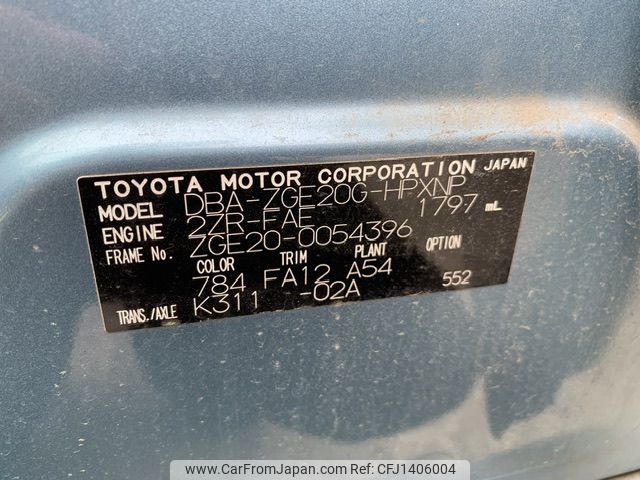 TOYOTA MOTOR CORPORATION JAPAN
MODEL DBA-ZGE20G-HPXNP
ENGINE 2ZR-FAE 1797 mL
FRAME No. ZGE20-0054396
COLOR TRIM PLANT OPTION
784 FA12 A54 552
TRANS./AXLE K311 -02A
www.CarFromJapan.com | CFJ1406004